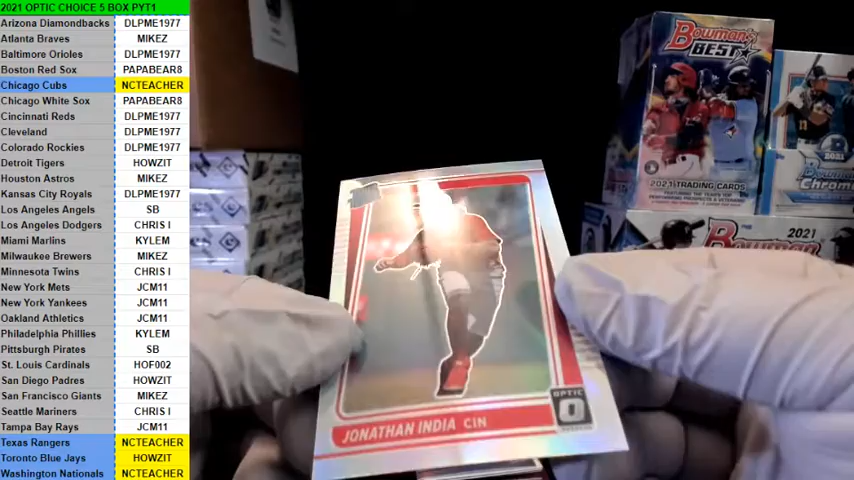 2021 OPTIC CHOICE 5 BOX PYT1
Arizona Diamondbacks DLPME1977
Atlanta Braves MIKEZ
Baltimore Orioles DLPME1977
Boston Red Sox PAPABEAR8
Chicago Cubs NCTEACHER
Chicago White Sox PAPABEAR8
Cincinnati Reds DLPME1977
Cleveland DLPME1977
Colorado Rockies DLPME1977
Detroit Tigers HOWZIT
Houston Astros MIKEZ
Kansas City Royals DLPME1977
Los Angeles Angels SB
Los Angeles Dodgers CHRIS I
Miami Marlins KYLEM
Milwaukee Brewers MIKEZ
Minnesota Twins CHRIS I
New York Mets JCM11
New York Yankees JCM11
Oakland Athletics JCM11
Philadelphia Phillies KYLEM
Pittsburgh Pirates SB
St. Louis Cardinals HOF002
San Diego Padres HOWZIT
San Francisco Giants MIKEZ
Seattle Mariners CHRIS I
Tampa Bay Rays JCM11
Texas Rangers NCTEACHER
Toronto Blue Jays HOWZIT
Washington Nationals NCTEACHER
JONATHAN INDIA CIN
OPTIC
Bowman's
BEST
2021 TRADING CARDS
2021
Bowman
Chrome
2021
Bowman